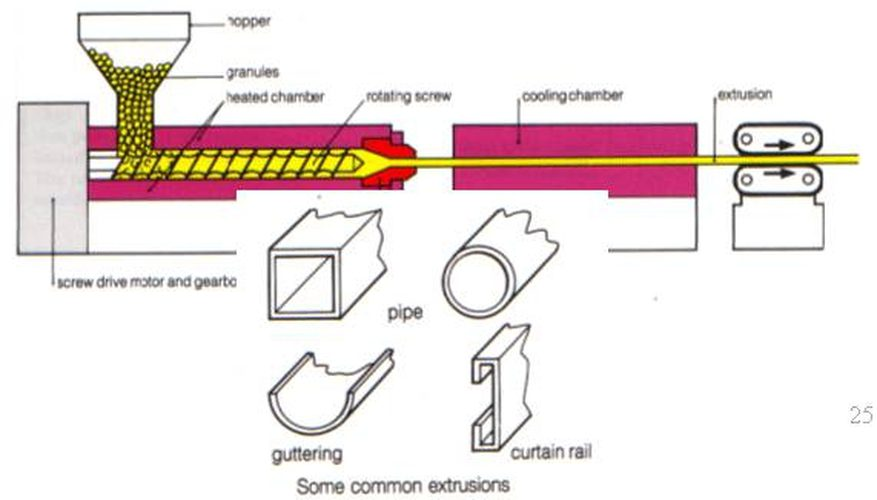 hopper
granules
heated chamber
rotating screw
cooling chamber
extrusion
screw drive motor and gearbo
pipe
guttering
curtain rail
Some common extrusions
25